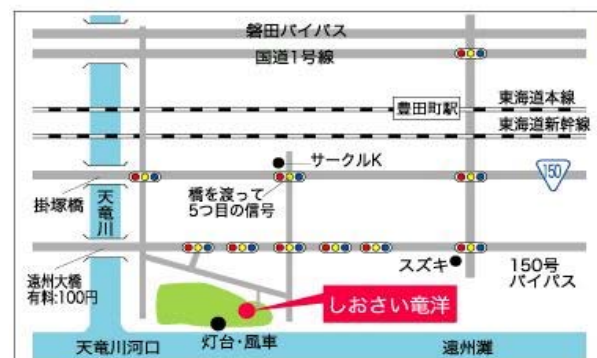 磐田バイパス
国道1号線
豊田町駅
東海道本線
東海道新幹線
サークルK
150
掛塚橋
天竜川
橋を渡って
5つ目の信号
遠州大橋
有料:100円
スズキ
150号
バイパス
しおさい竜洋
灯台・風車
天竜川河口
遠州灘